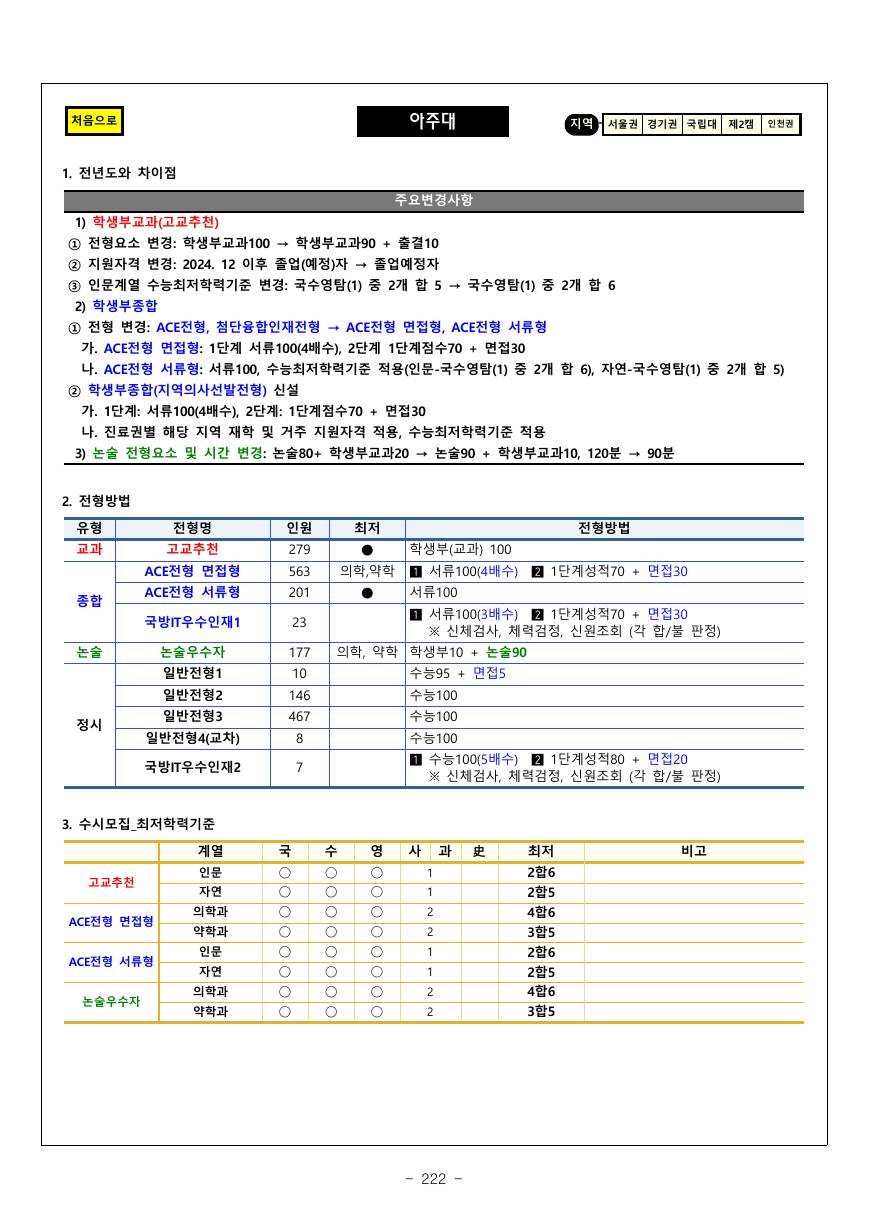 처음으로
아주대
지역 서울권 경기권 국립대 제2캠 인천권
1. 전년도와 차이점
주요변경사항
1) 학생부교과(고교추천)
① 전형요소 변경: 학생부교과100 → 학생부교과90 + 출결10
② 지원자격 변경: 2024. 12 이후 졸업(예정)자 → 졸업예정자
③ 인문계열 수능최저학력기준 변경: 국수영탐(1) 중 2개 합 5 → 국수영탐(1) 중 2개 합 6
2) 학생부종합
① 전형 변경: ACE전형, 첨단융합인재전형 → ACE전형 면접형, ACE전형 서류형
가. ACE전형 면접형: 1단계 서류100(4배수), 2단계 1단계점수70 + 면접30
나. ACE전형 서류형: 서류100, 수능최저학력기준 적용(인문-국수영탐(1) 중 2개 합 6), 자연-국수영탐(1) 중 2개 합 5)
② 학생부종합(지역의사선발전형) 신설
가. 1단계: 서류100(4배수), 2단계: 1단계점수70 + 면접30
나. 진료권별 해당 지역 재학 및 거주 지원자격 적용, 수능최저학력기준 적용
3) 논술 전형요소 및 시간 변경: 논술80+ 학생부교과20 → 논술90 + 학생부교과10, 120분 → 90분
2. 전형방법
유형 전형명 인원 최저 전형방법
교과 고교추천 279 ● 학생부(교과) 100
종합 ACE전형 면접형 563 의학,약학 1 서류100(4배수) 2 1단계성적70 + 면접30
ACE전형 서류형 201 ● 서류100
국방IT우수인재1 23 1 서류100(3배수) 2 1단계성적70 + 면접30
※ 신체검사, 체력검정, 신원조회 (각 합/불 판정)
논술 논술우수자 177 의학, 약학 학생부10 + 논술90
정시 일반전형1 10 수능95 + 면접5
일반전형2 146 수능100
일반전형3 467 수능100
일반전형4(교차) 8 수능100
국방IT우수인재2 7 1 수능100(5배수) 2 1단계성적80 + 면접20
※ 신체검사, 체력검정, 신원조회 (각 합/불 판정)
3. 수시모집_최저학력기준
계열 국 수 영 사 과 史 최저 비고
고교추천 인문 ○ ○ ○ 1 2합6
자연 ○ ○ ○ 1 2합5
ACE전형 면접형 의학과 ○ ○ ○ 2 4합6
약학과 ○ ○ ○ 2 3합5
ACE전형 서류형 인문 ○ ○ ○ 1 2합6
자연 ○ ○ ○ 1 2합5
논술우수자 의학과 ○ ○ ○ 2 4합6
약학과 ○ ○ ○ 2 3합5
- 222 -